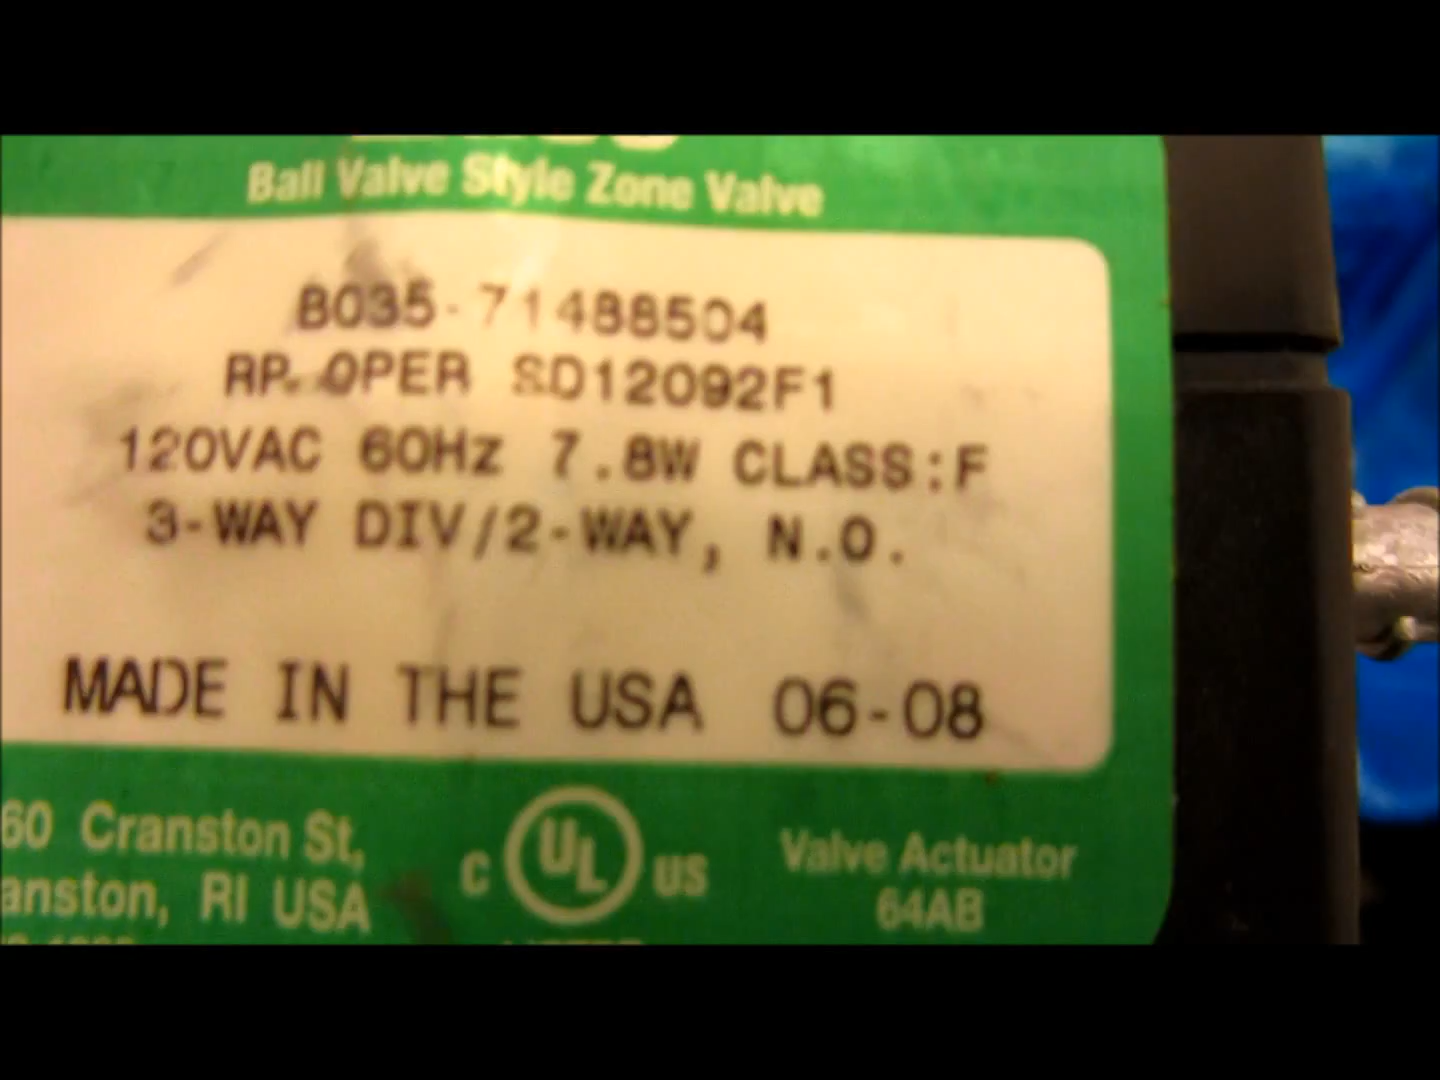 Ball Valve Style Zone Valve
B035-71488504
RP OPER SD12092F1
120VAC 60Hz 7.8W CLASS:F
3-WAY DIV/2-WAY, N.O.
MADE IN THE USA 06-08
60 Cranston St,
anston, RI USA
C UL US
Valve Actuator
64AB